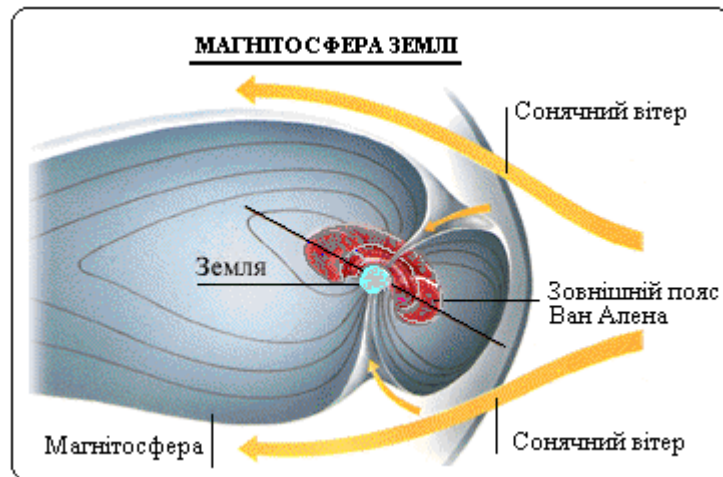 МАГНІТОСФЕРА ЗЕМЛІ
Сонячний вітер
Земля
Зовнішній пояс
Ван Алена
Магнітосфера
Сонячний вітер